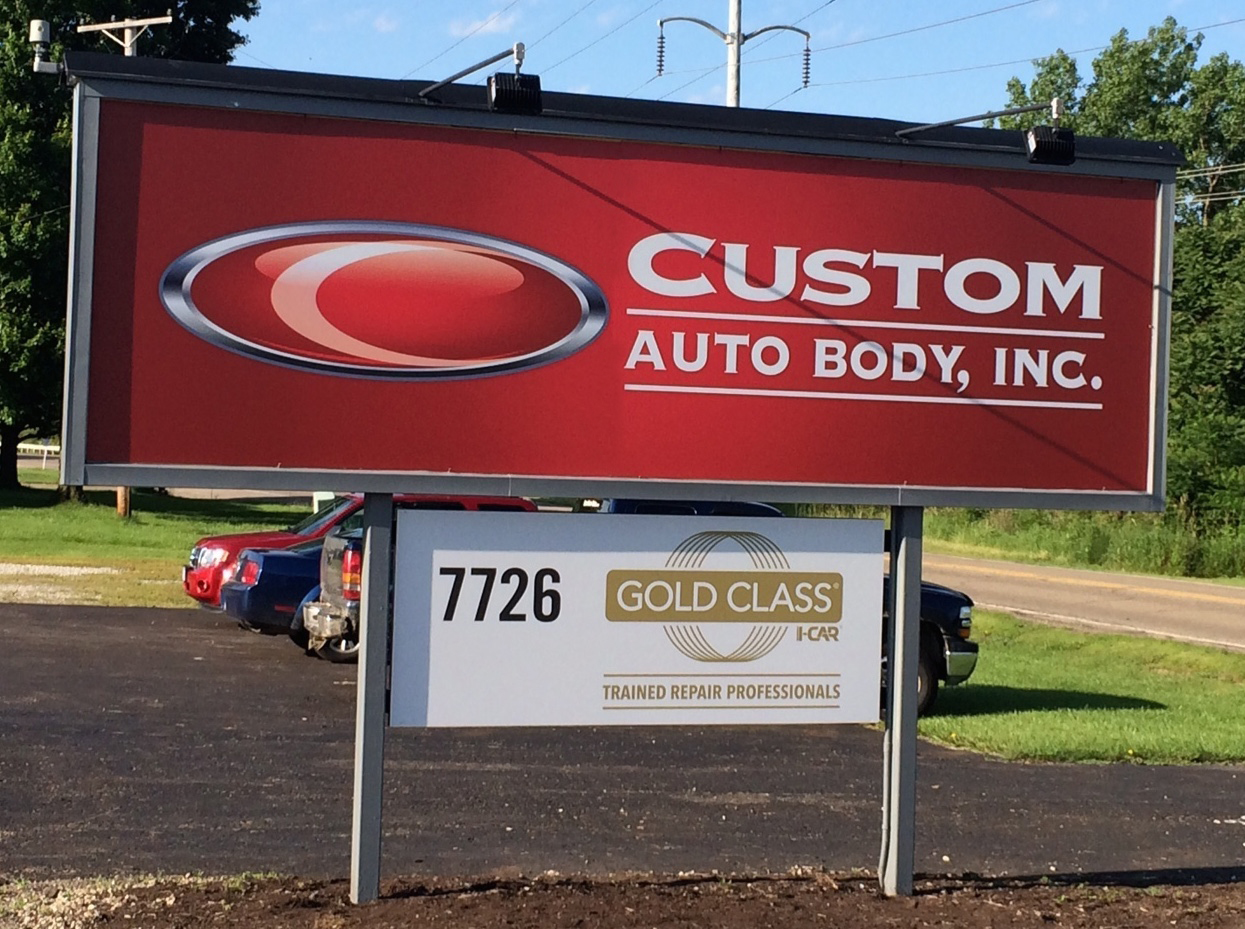 CUSTOM
AUTO BODY, INC.
7726
GOLD CLASS®
I-CAR
TRAINED REPAIR PROFESSIONALS